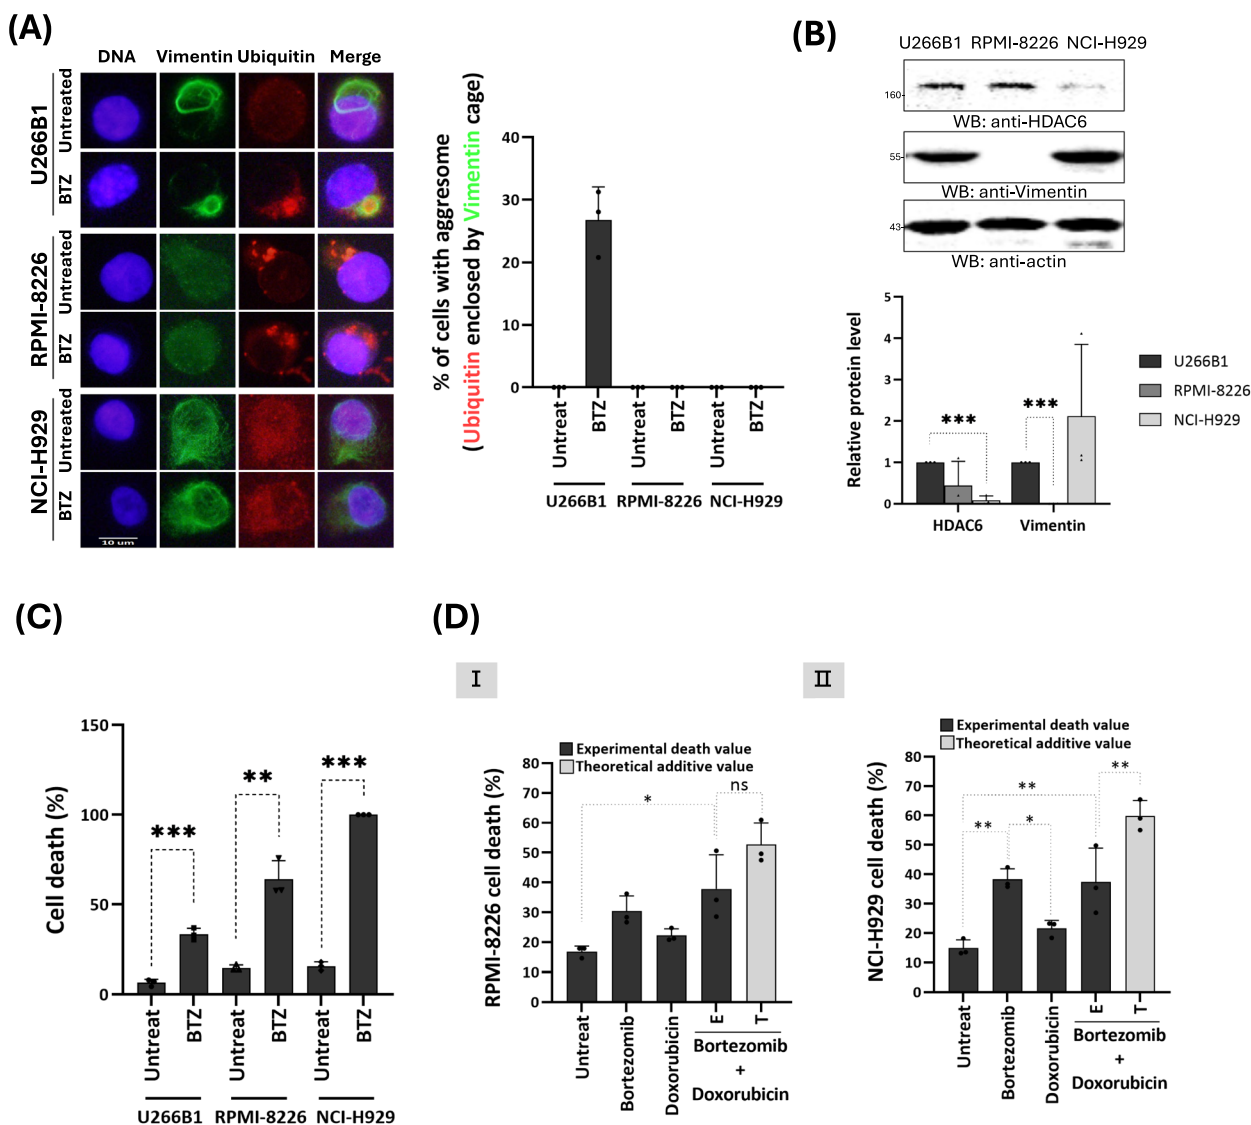 (A)
DNA Vimentin Ubiquitin Merge
U266B1
Untreated
BTZ
RPMI-8226
Untreated
BTZ
NCI-H929
Untreated
BTZ
10 um
% of cells with aggresome
(Ubiquitin enclosed by Vimentin cage)
40
30
20
10
0
Untreat
BTZ
Untreat
BTZ
Untreat
BTZ
U266B1 RPMI-8226 NCI-H929
(B)
U266B1 RPMI-8226 NCI-H929
160
WB: anti-HDAC6
55
WB: anti-Vimentin
43
WB: anti-actin
Relative protein level
5
4
3
2
1
0
***
***
HDAC6 Vimentin
U266B1
RPMI-8226
NCI-H929
(C)
Cell death (%)
150
100
50
0
***
**
***
Untreat
BTZ
Untreat
BTZ
Untreat
BTZ
U266B1 RPMI-8226 NCI-H929
(D)
I
Experimental death value
Theoretical additive value
RPMI-8226 cell death (%)
80
70
60
50
40
30
20
10
0
*
ns
Untreat
Bortezomib
Doxorubicin
E
T
Bortezomib
+
Doxorubicin
II
Experimental death value
Theoretical additive value
NCI-H929 cell death (%)
80
70
60
50
40
30
20
10
0
**
**
*
**
Untreat
Bortezomib
Doxorubicin
E
T
Bortezomib
+
Doxorubicin